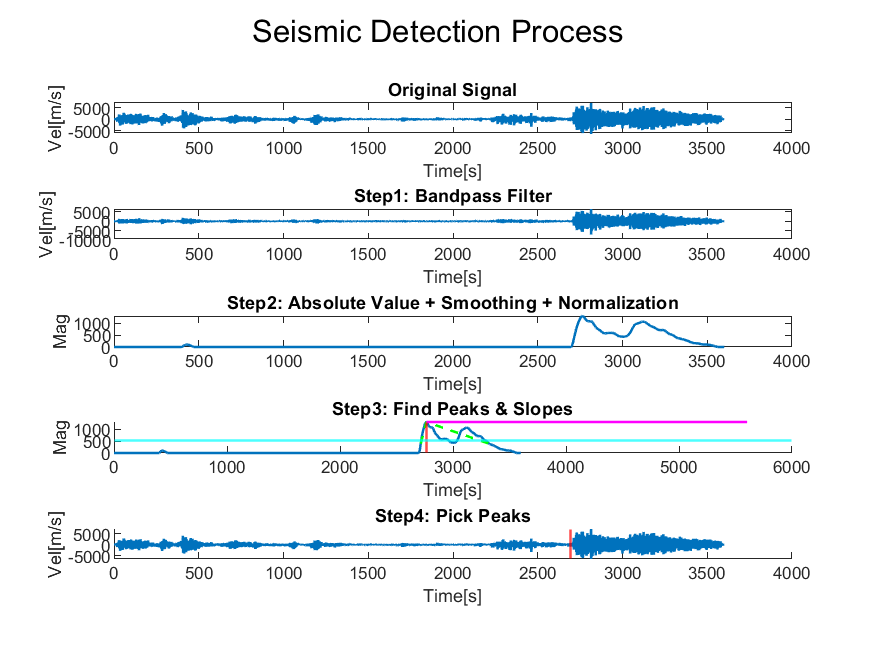 Seismic Detection Process
Original Signal
Vel[m/s]
5000
0
-5000
0 500 1000 1500 2000 2500 3000 3500 4000
Time[s]
Step1: Bandpass Filter
Vel[m/s]
5000
0
-5000
-10000
0 500 1000 1500 2000 2500 3000 3500 4000
Time[s]
Step2: Absolute Value + Smoothing + Normalization
Mag
1000
500
0
0 500 1000 1500 2000 2500 3000 3500 4000
Time[s]
Step3: Find Peaks & Slopes
Mag
1000
500
0
0 1000 2000 3000 4000 5000 6000
Time[s]
Step4: Pick Peaks
Vel[m/s]
5000
0
-5000
0 500 1000 1500 2000 2500 3000 3500 4000
Time[s]